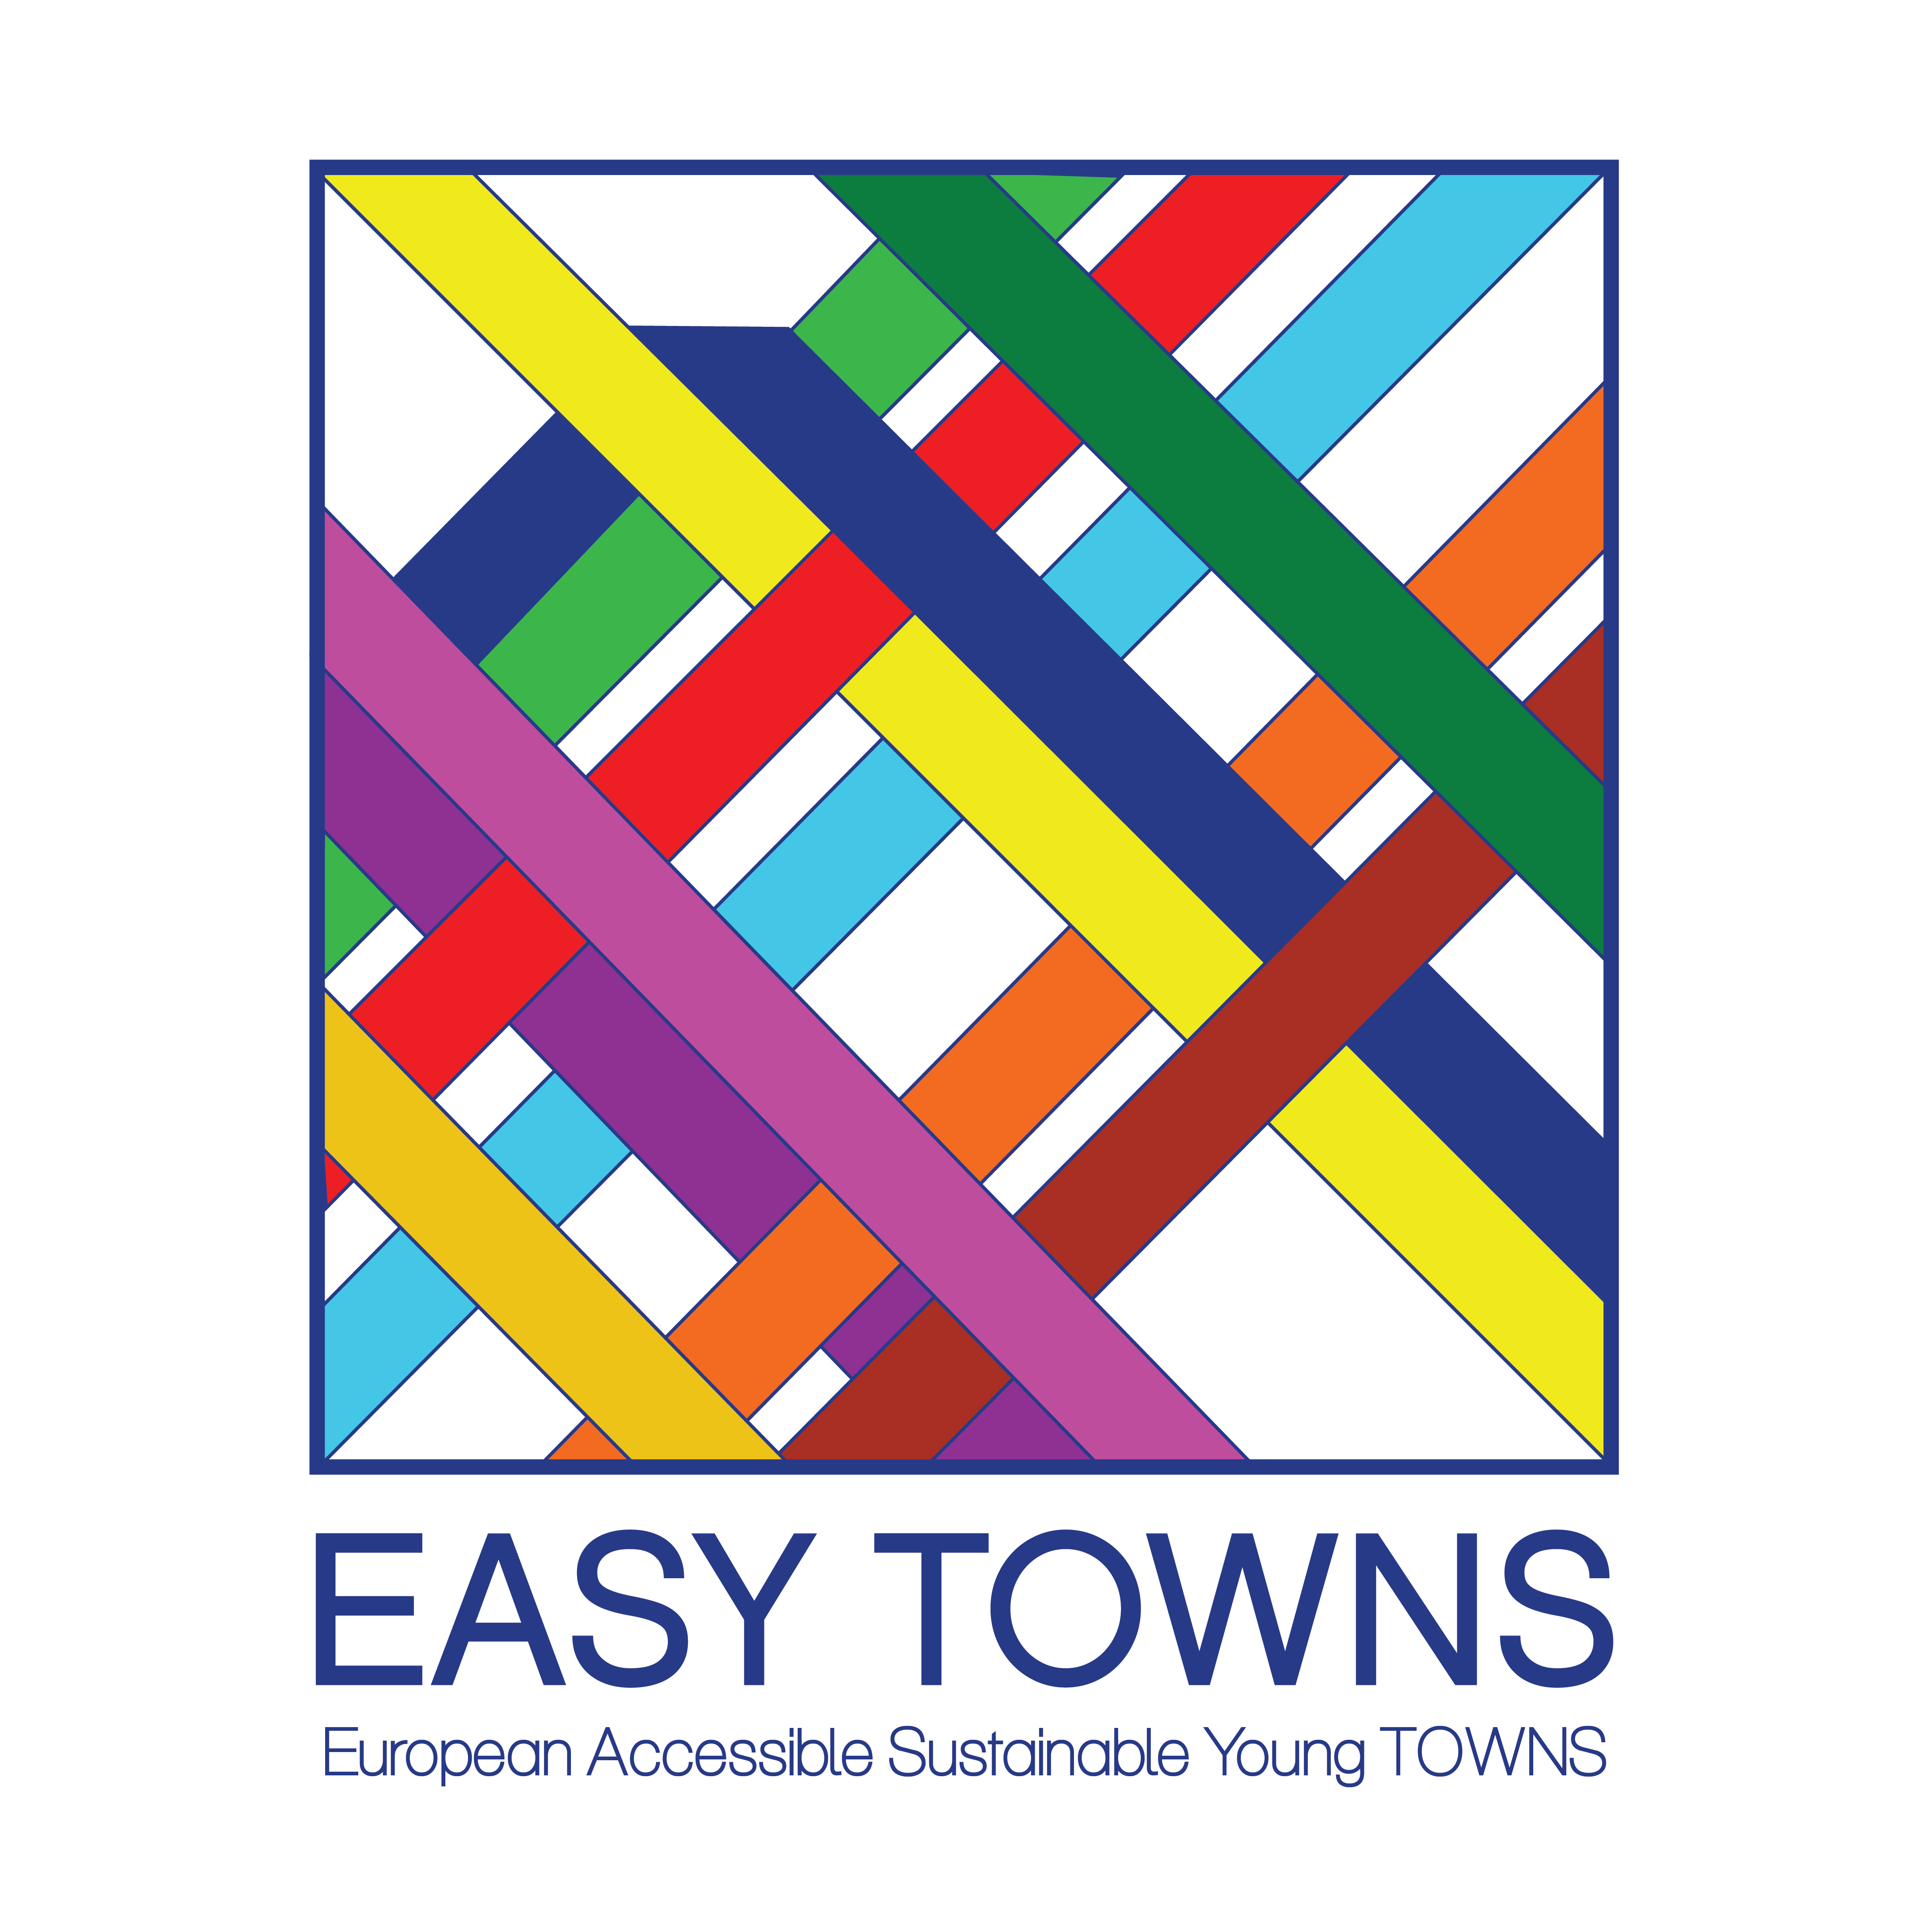 EASY TOWNS
European Accessible Sustainable Young TOWNS